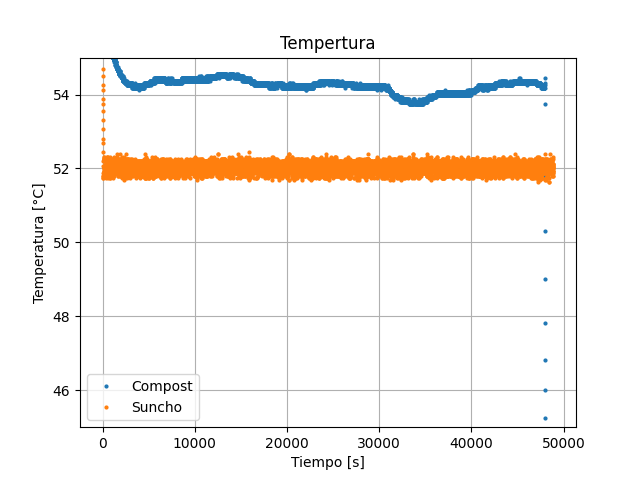 Tempertura
Temperatura [°C]
54
52
50
48
46
Compost
Suncho
0 10000 20000 30000 40000 50000
Tiempo [s]